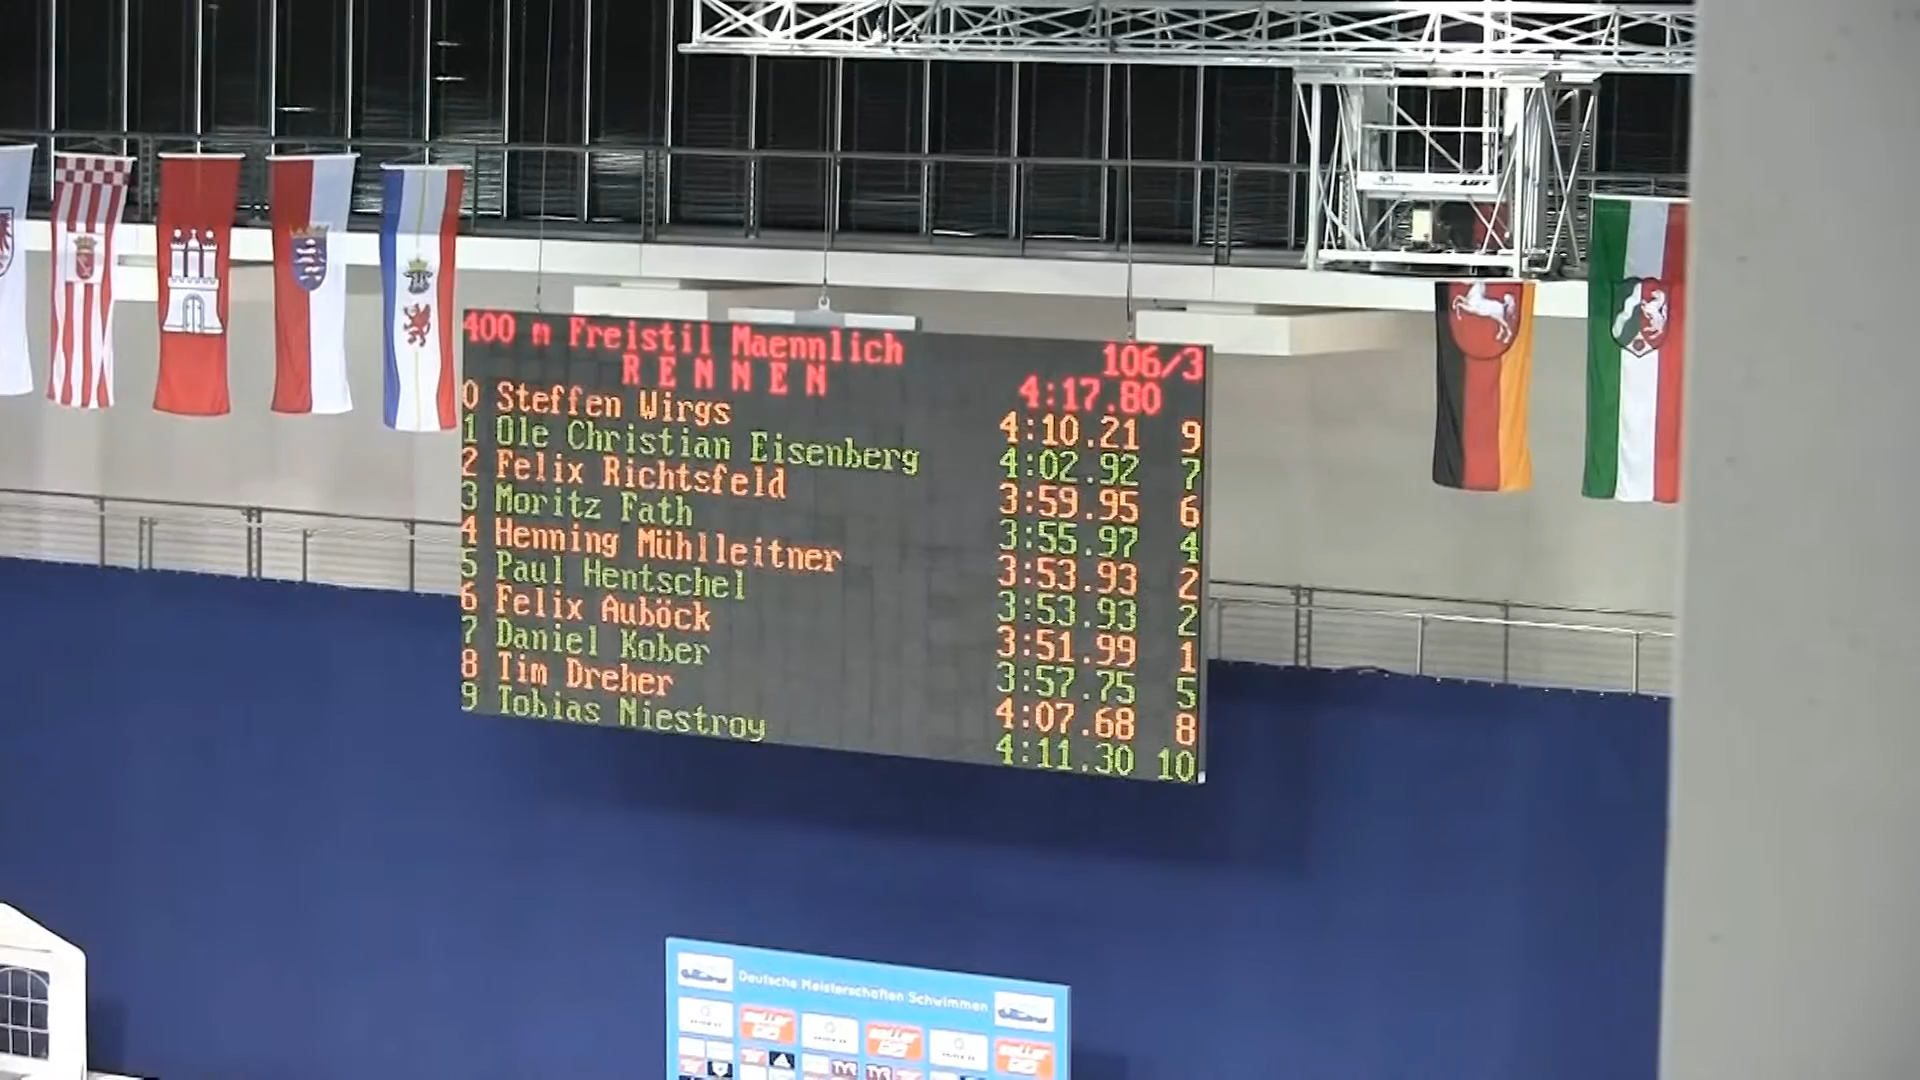 400 m Freistil Maennlich 106/3
RENNEN 4:17.80
0 Steffen Wirgs 4:10.21 9
1 Ole Christian Eisenberg 4:02.92 7
2 Felix Richtsfeld 3:59.95 6
3 Moritz Fath 3:55.97 4
4 Henning Mühlleitner 3:53.93 2
5 Paul Hentschel 3:53.93 2
6 Felix Auböck 3:51.99 1
7 Daniel Kober 3:57.75 5
8 Tim Dreher 4:07.68 8
9 Tobias Niestroy 4:11.30 10
Deutsche Meisterschaften Schwimmen
TYR TYR